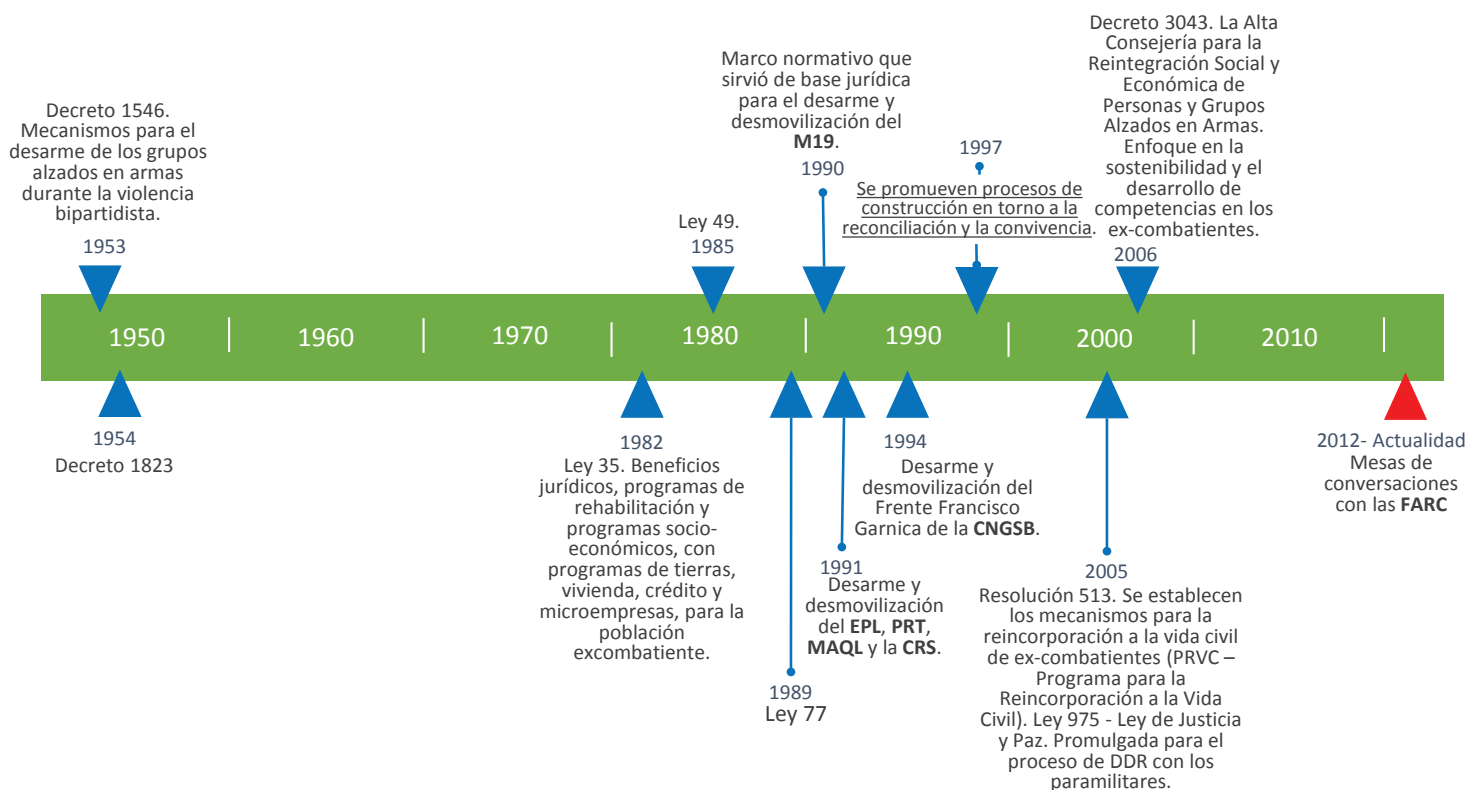 Decreto 1546.
Mecanismos para el
desarme de los grupos
alzados en armas
durante la violencia
bipartidista.
1953
Ley 49.
1985
Marco normativo que
sirvió de base jurídica
para el desarme y
desmovilización del
M19.
1990
1997
Se promueven procesos de
construcción en torno a la
reconciliación y la convivencia.
Decreto 3043. La Alta
Consejería para la
Reintegración Social y
Económica de
Personas y Grupos
Alzados en Armas.
Enfoque en la
sostenibilidad y el
desarrollo de
competencias en los
ex-combatientes.
2006
1950
1960
1970
1980
1990
2000
2010
1954
Decreto 1823
1982
Ley 35. Beneficios
jurídicos, programas de
rehabilitación y
programas socio-
económicos, con
programas de tierras,
vivienda, crédito y
microempresas, para la
población
excombatiente.
1989
Ley 77
1991
Desarme y
desmovilización
del EPL, PRT,
MAQL y la CRS.
1994
Desarme y
desmovilización del
Frente Francisco
Garnica de la CNGSB.
2005
Resolución 513. Se establecen
los mecanismos para la
reincorporación a la vida civil
de ex-combatientes (PRVC –
Programa para la
Reincorporación a la Vida
Civil). Ley 975 - Ley de Justicia
y Paz. Promulgada para el
proceso de DDR con los
paramilitares.
2012- Actualidad
Mesas de
conversaciones
con las FARC